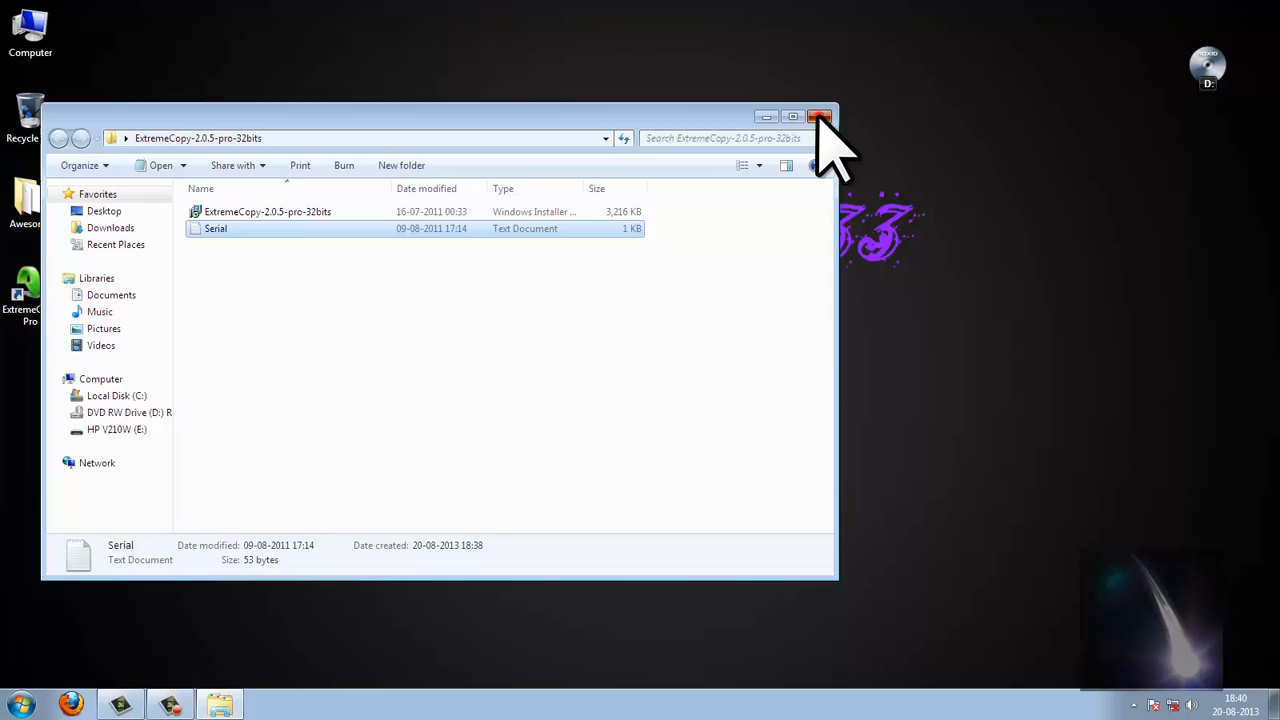 Computer
D:
Recycle
ExtremeCopy-2.0.5-pro-32bits
Search ExtremeCopy-2.0.5-pro-32bits
Organize
Open
Share with
Print
Burn
New folder
Name
Date modified
Type
Size
Favorites
Desktop
Downloads
Recent Places
ExtremeCopy-2.0.5-pro-32bits 16-07-2011 00:33 Windows Installer ... 3,216 KB
Serial 09-08-2011 17:14 Text Document 1 KB
Awesom
33
Libraries
Documents
Music
Pictures
Videos
ExtremeC
Pro
Computer
Local Disk (C:)
DVD RW Drive (D:) R
HP V210W (E:)
Network
Serial Date modified: 09-08-2011 17:14 Date created: 20-08-2013 18:38
Text Document Size: 53 bytes
18:40
20-08-2013